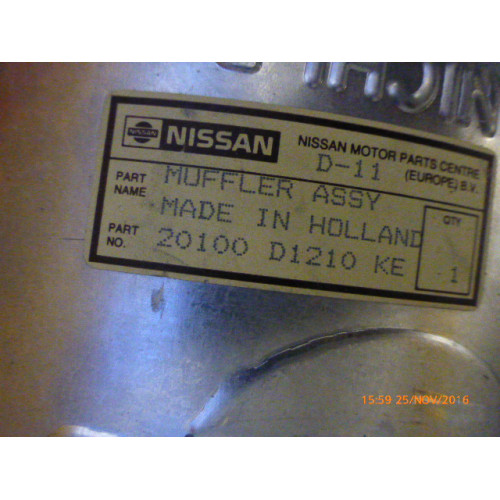 NISSAN
NISSAN MOTOR PARTS CENTRE
D-11 (EUROPE) B.V.
PART NAME MUFFLER ASSY
MADE IN HOLLAND
QTY
PART NO. 20100 D1210 KE
1
15:59 25/NOV/2016